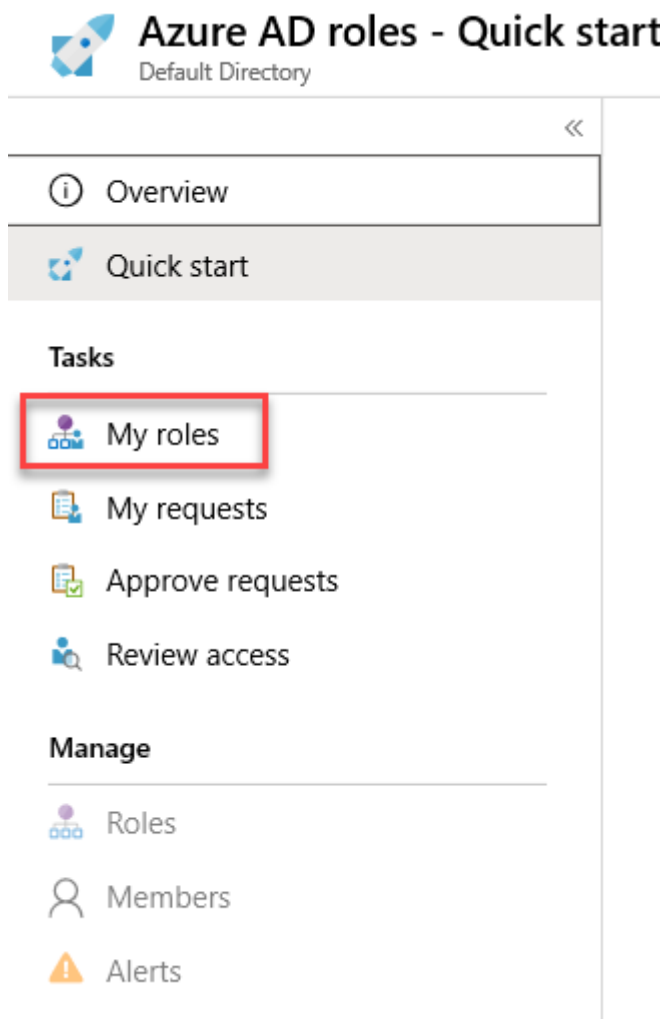 Azure AD roles - Quick start
Default Directory
«
Overview
Quick start
Tasks
My roles
My requests
Approve requests
Review access
Manage
Roles
Members
Alerts